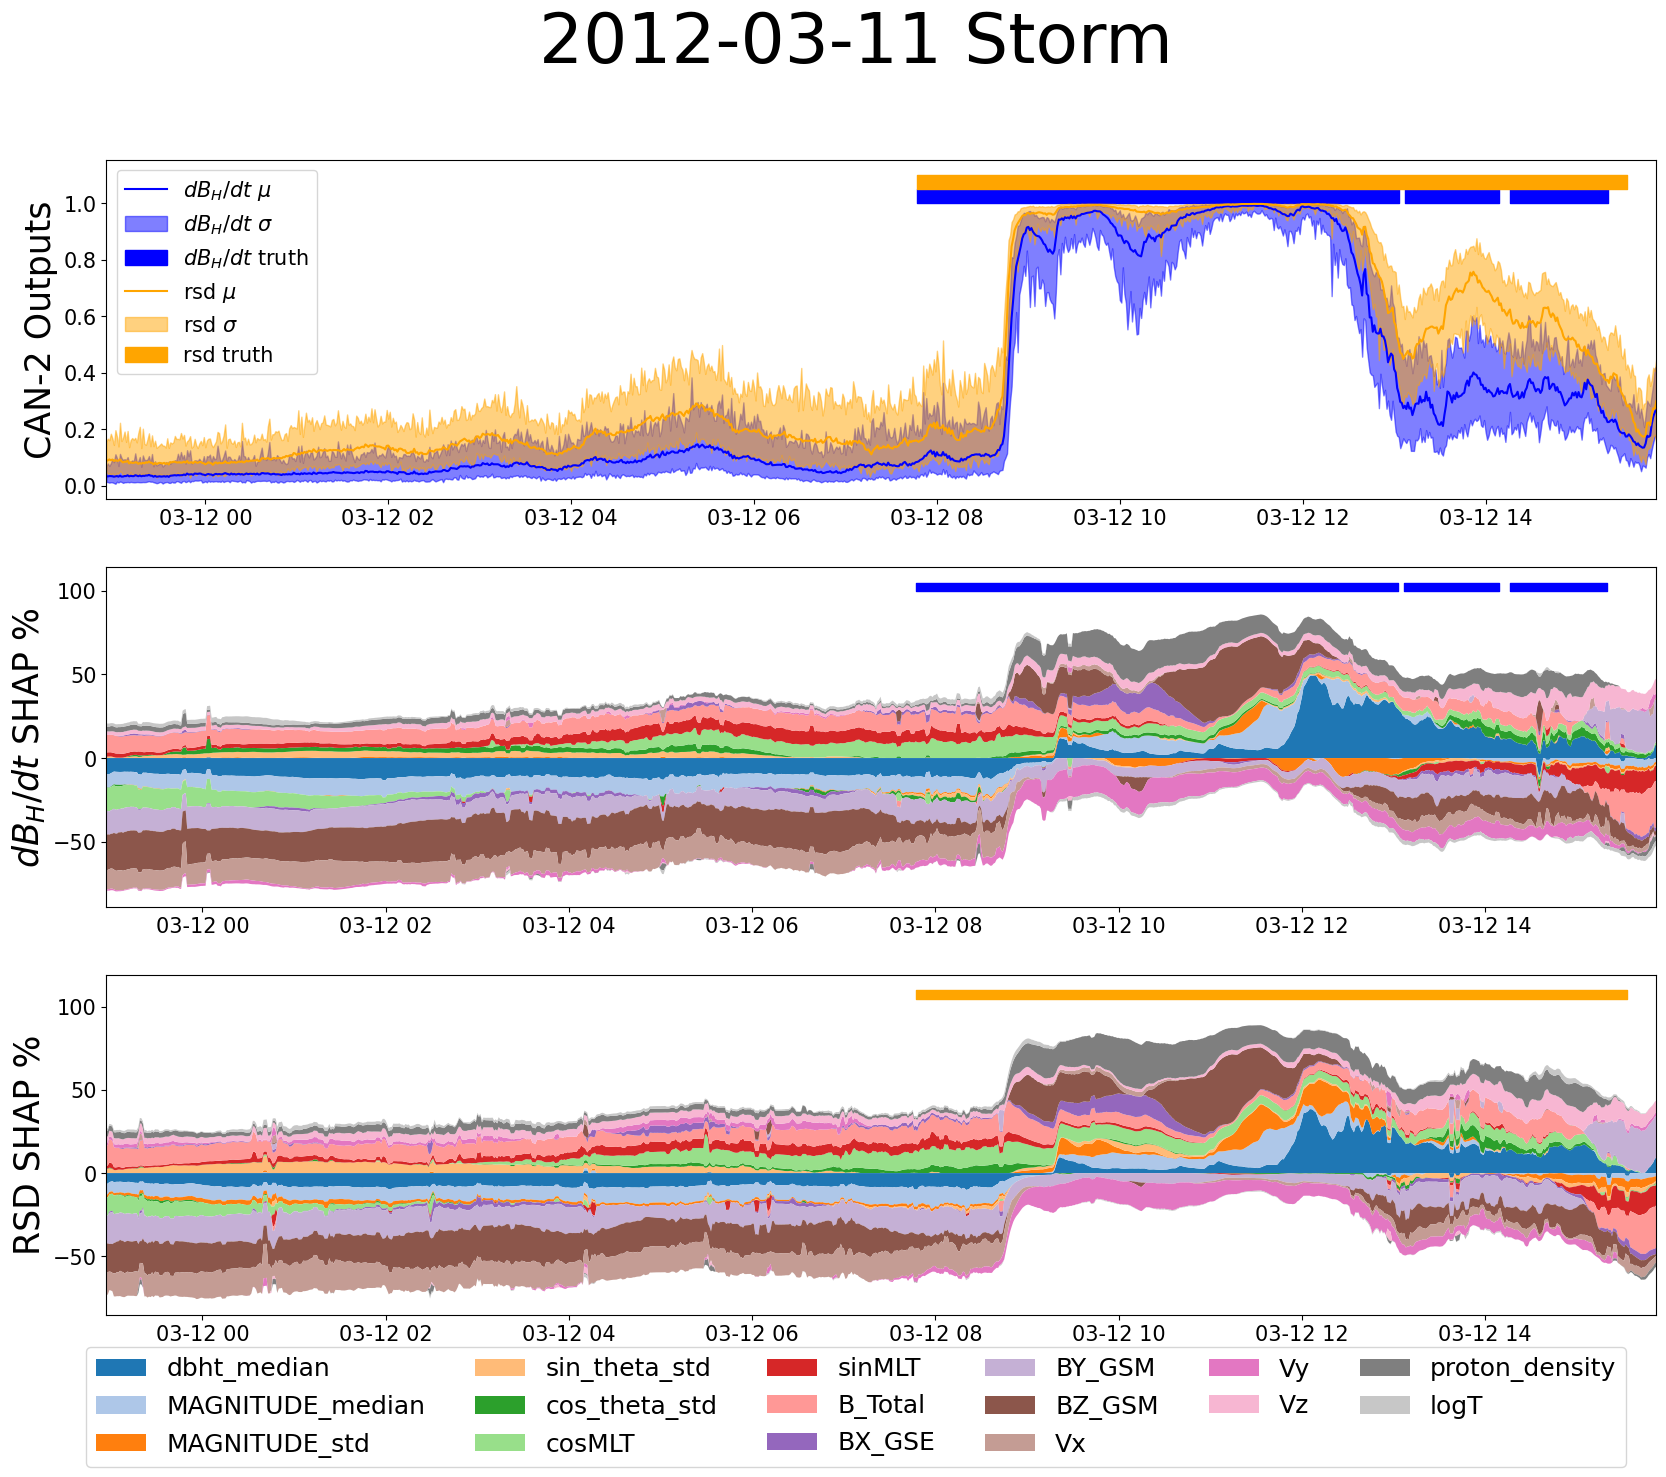 2012-03-11 Storm
CAN-2 Outputs
1.0
0.8
0.6
0.4
0.2
0.0
dB_H/dt μ
dB_H/dt σ
dB_H/dt truth
rsd μ
rsd σ
rsd truth
03-12 00 03-12 02 03-12 04 03-12 06 03-12 08 03-12 10 03-12 12 03-12 14
dB_H/dt SHAP %
100
50
0
−50
03-12 00 03-12 02 03-12 04 03-12 06 03-12 08 03-12 10 03-12 12 03-12 14
RSD SHAP %
100
50
0
−50
03-12 00 03-12 02 03-12 04 03-12 06 03-12 08 03-12 10 03-12 12 03-12 14
dbht_median sin_theta_std sinMLT BY_GSM Vy proton_density
MAGNITUDE_median cos_theta_std B_Total BZ_GSM Vz logT
MAGNITUDE_std cosMLT BX_GSE Vx